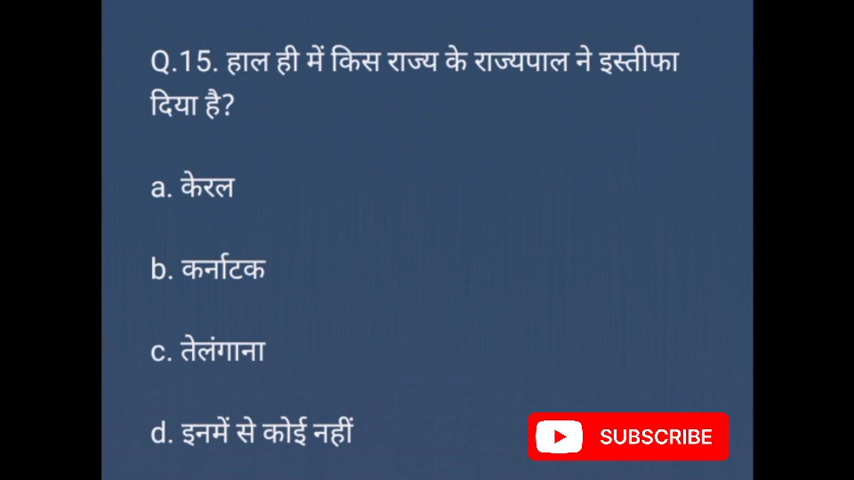 Q.15. हाल ही में किस राज्य के राज्यपाल ने इस्तीफा
दिया है?
a. केरल
b. कर्नाटक
c. तेलंगाना
d. इनमें से कोई नहीं
SUBSCRIBE